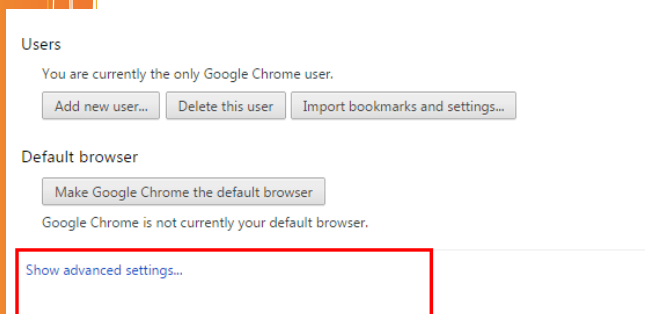 Users
You are currently the only Google Chrome user.
Add new user... Delete this user Import bookmarks and settings...
Default browser
Make Google Chrome the default browser
Google Chrome is not currently your default browser.
Show advanced settings...